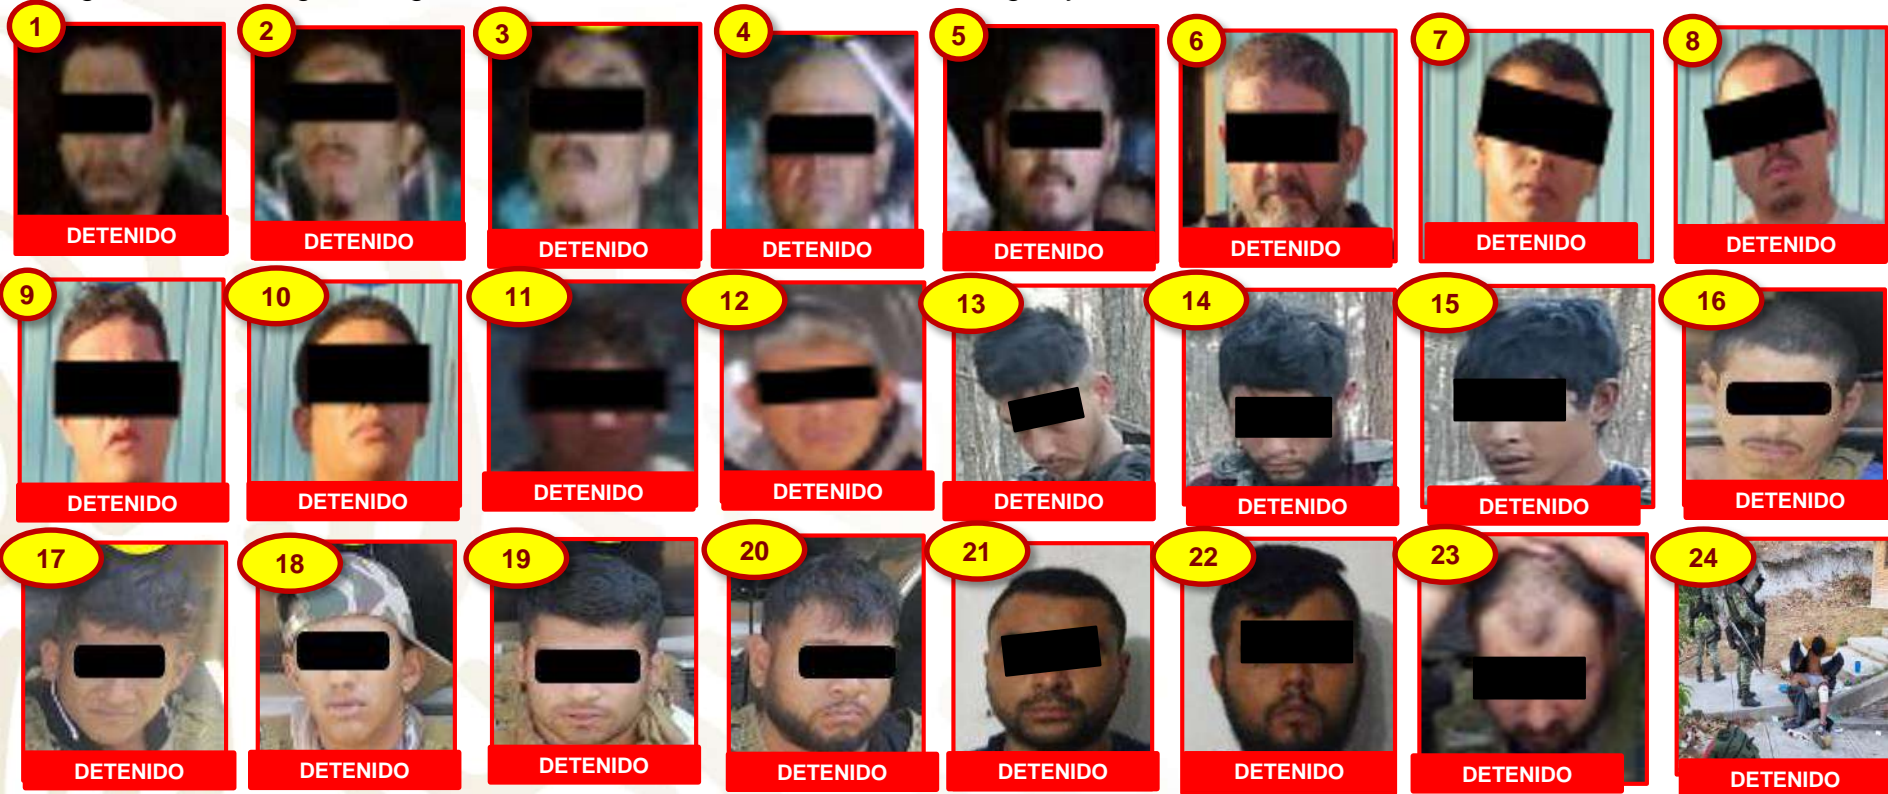 1 2 3 4 5 6 7 8
DETENIDO DETENIDO DETENIDO DETENIDO DETENIDO DETENIDO DETENIDO DETENIDO
9 10 11 12 13 14 15 16
DETENIDO DETENIDO DETENIDO DETENIDO DETENIDO DETENIDO DETENIDO DETENIDO
17 18 19 20 21 22 23 24
DETENIDO DETENIDO DETENIDO DETENIDO DETENIDO DETENIDO DETENIDO DETENIDO